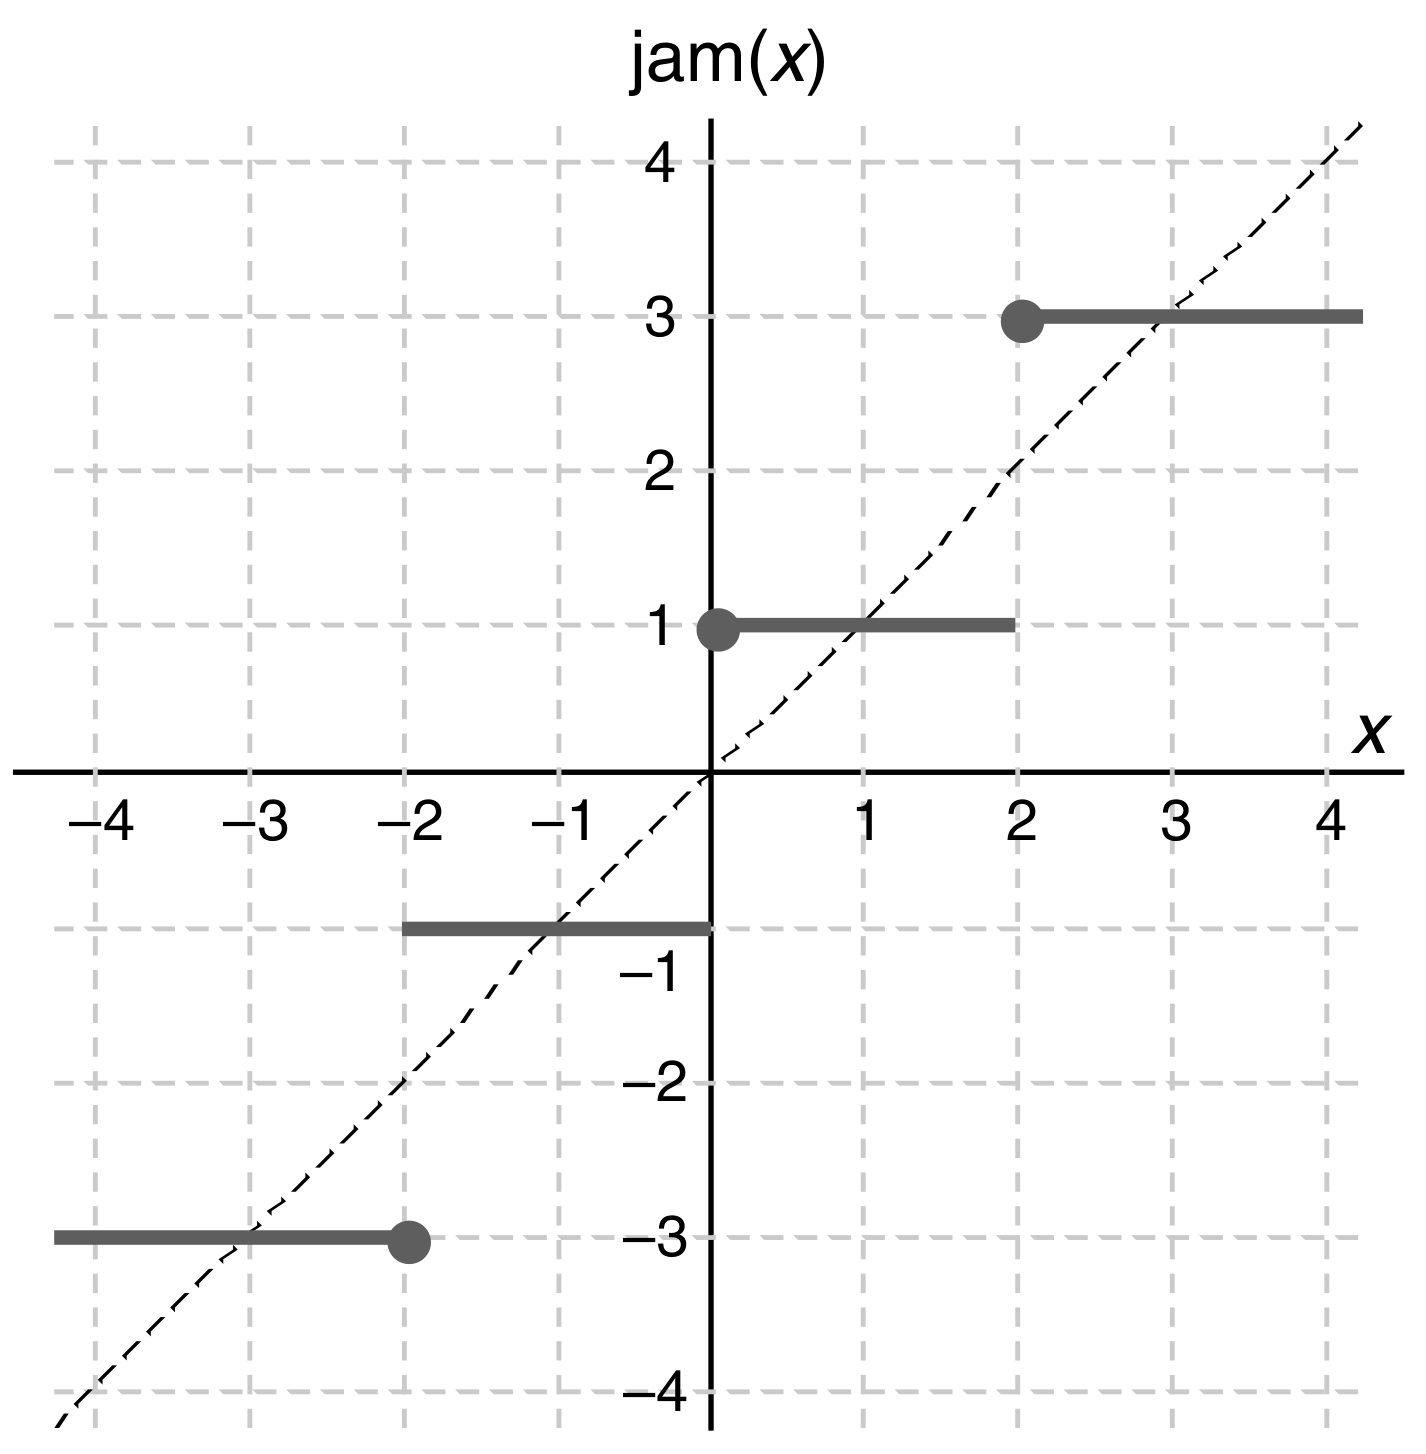 jam(x)
4
3
2
1
x
–4 –3 –2 –1 1 2 3 4
–1
–2
–3
–4